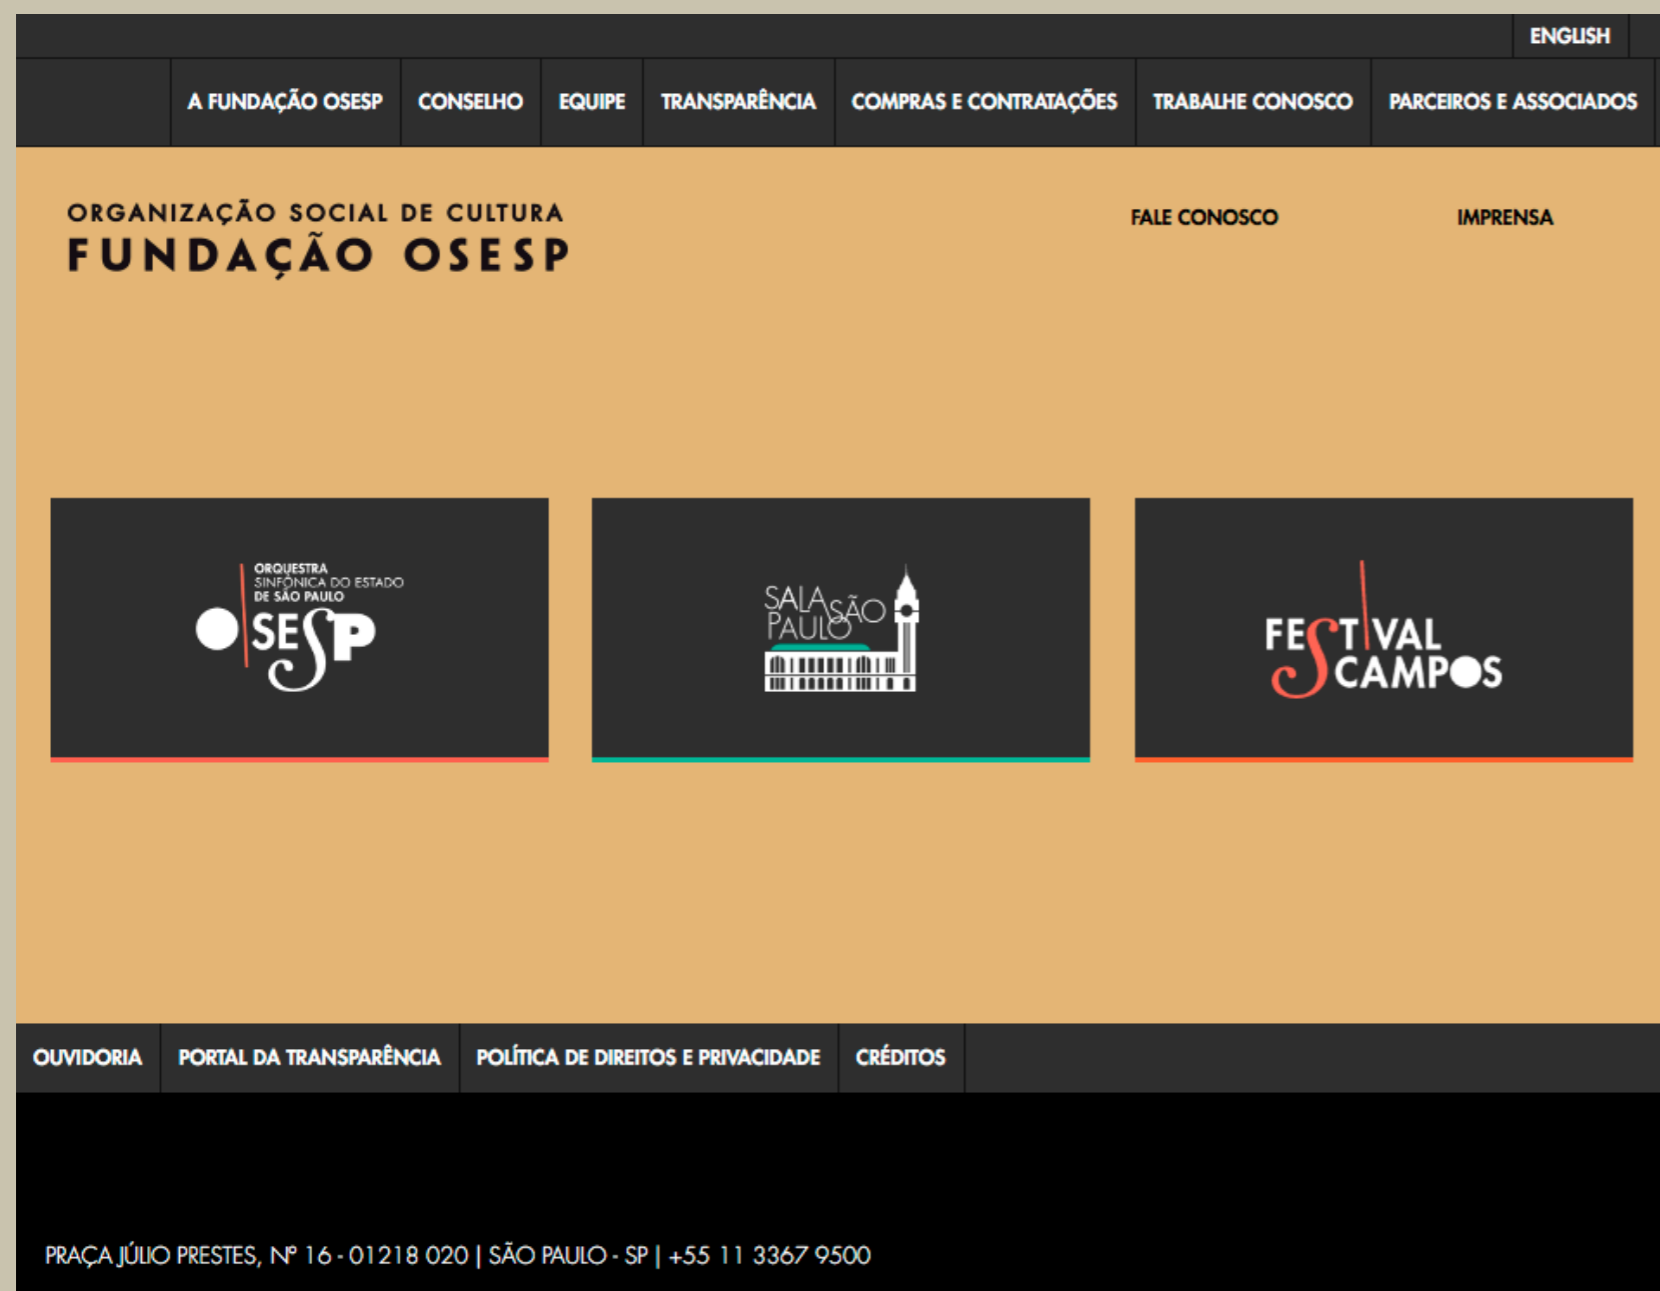 ENGLISH
A FUNDAÇÃO OSESP CONSELHO EQUIPE TRANSPARÊNCIA COMPRAS E CONTRATAÇÕES TRABALHE CONOSCO PARCEIROS E ASSOCIADOS
ORGANIZAÇÃO SOCIAL DE CULTURA
FUNDAÇÃO OSESP
FALE CONOSCO IMPRENSA
ORQUESTRA
SINFÔNICA DO ESTADO
DE SÃO PAULO
OSESP
SALA SÃO
PAULO
FESTIVAL
CAMPOS
OUVIDORIA PORTAL DA TRANSPARÊNCIA POLÍTICA DE DIREITOS E PRIVACIDADE CRÉDITOS
PRAÇA JÚLIO PRESTES, Nº 16 - 01218 020 | SÃO PAULO - SP | +55 11 3367 9500